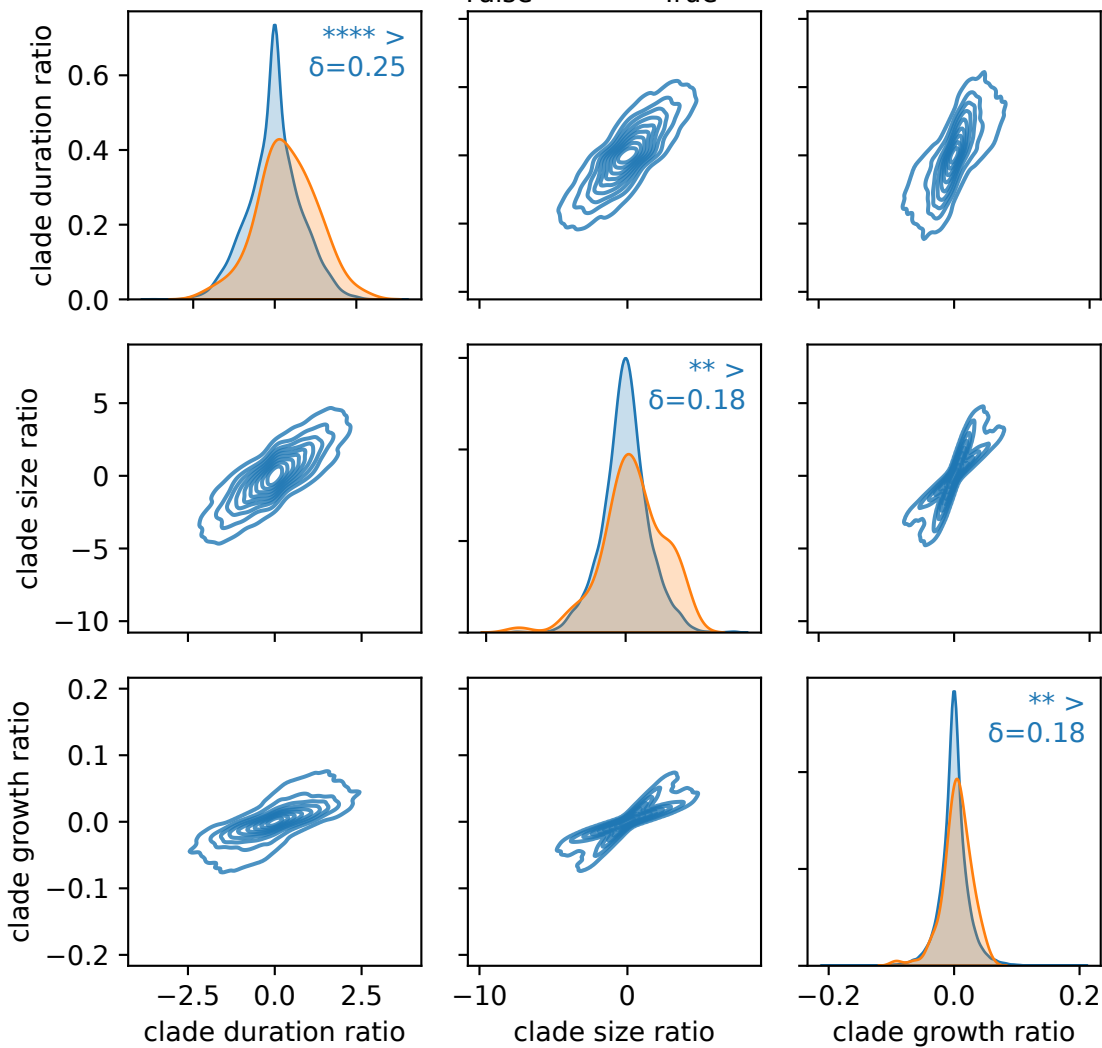 clade duration ratio
0.6
0.4
0.2
0.0
**** >
δ=0.25
clade size ratio
5
0
−5
−10
** >
δ=0.18
clade growth ratio
0.2
0.1
0.0
−0.1
−0.2
** >
δ=0.18
−2.5 0.0 2.5
−10 0
−0.2 0.0 0.2
clade duration ratio
clade size ratio
clade growth ratio